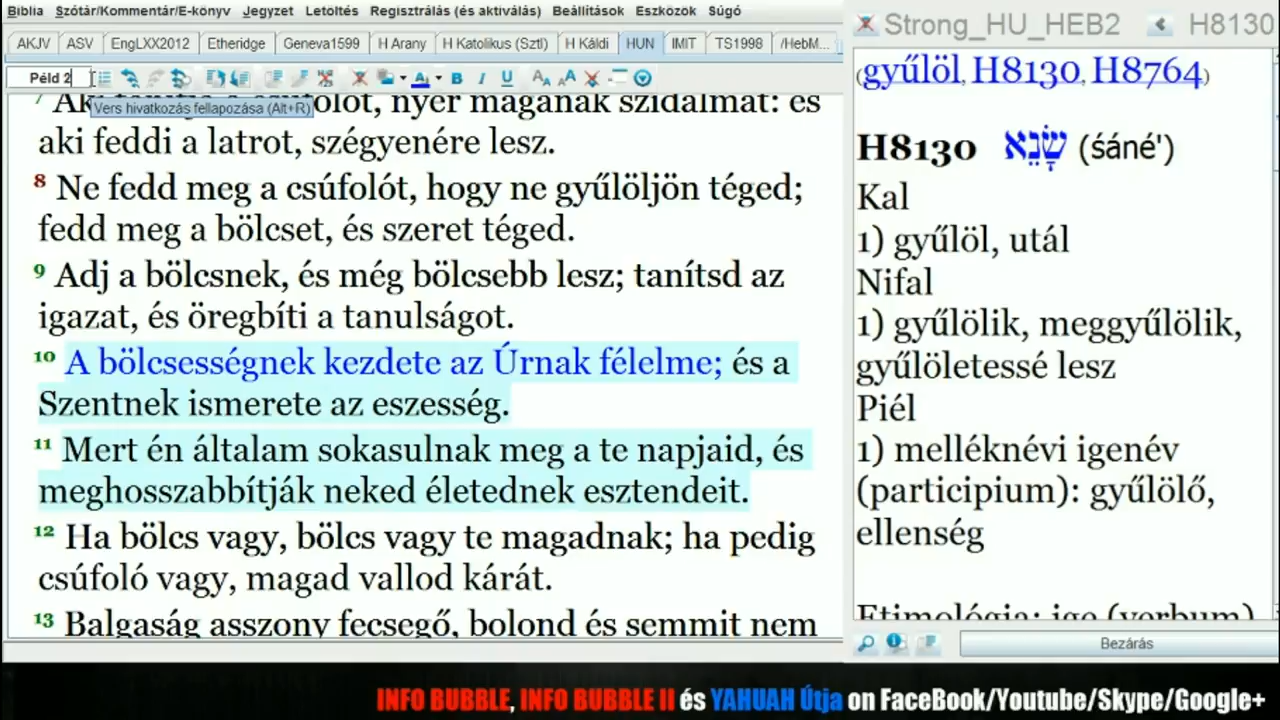 Biblia Szótár/Kommentár/E-könyv Jegyzet Letöltés Regisztrálás (és aktiválás) Beállítások Eszközök Súgó
AKJV ASV EngLXX2012 Etheridge Geneva1599 H Arany H Katolikus (Sztl) H Káldi HUN IMIT TS1998 /HebM...
Péld 2
Vers hivatkozás fellapozása (Alt+R)
nyer magának szidalmat: és
aki feddi a latrot, szégyenére lesz.
8 Ne fedd meg a csúfolót, hogy ne gyűlöljön téged;
fedd meg a bölcset, és szeret téged.
9 Adj a bölcsnek, és még bölcsebb lesz; tanítsd az
igazat, és öregbíti a tanulságot.
10 A bölcsességnek kezdete az Úrnak félelme; és a
Szentnek ismerete az eszesség.
11 Mert én általam sokasulnak meg a te napjaid, és
meghosszabbítják neked életednek esztendeit.
12 Ha bölcs vagy, bölcs vagy te magadnak; ha pedig
csúfoló vagy, magad vallod kárát.
13 Balgaság asszony fecsegő, bolond és semmit nem
Strong_HU_HEB2 H8130
(gyűlöl, H8130, H8764)
H8130 שָׂנֵא (śáné')
Kal
1) gyűlöl, utál
Nifal
1) gyűlölik, meggyűlölik,
gyűlöletessé lesz
Piél
1) melléknévi igenév
(participium): gyűlölő,
ellenség
Etimológia: ige (verbum)
Bezárás
INFO BUBBLE, INFO BUBBLE II és YAHUAH Útja on FaceBook/Youtube/Skype/Google+